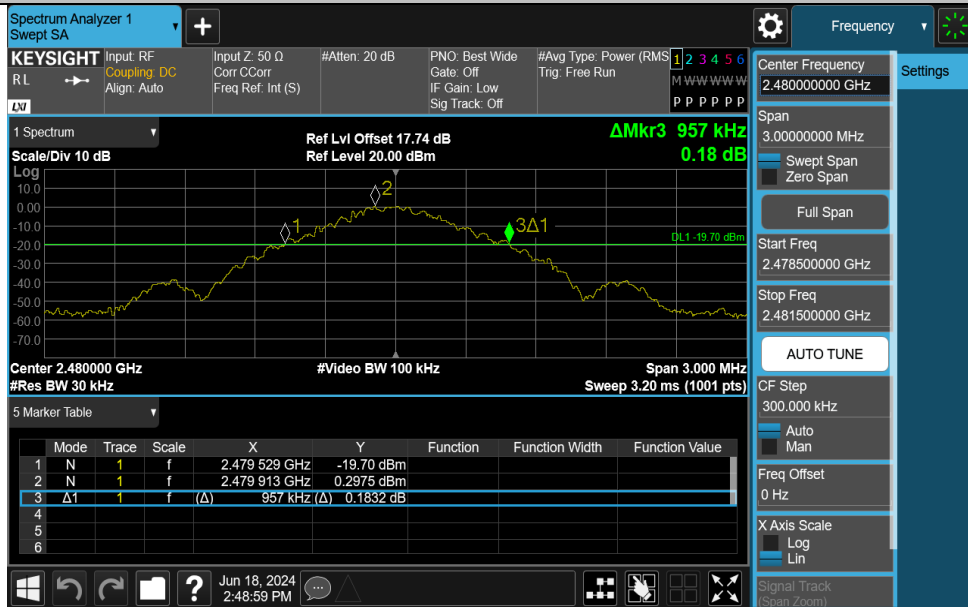 Spectrum Analyzer 1
Swept SA
+
Frequency
KEYSIGHT
RL
LXI
Input: RF
Coupling: DC
Align: Auto
Input Z: 50 Ω
Corr CCorr
Freq Ref: Int (S)
#Atten: 20 dB
PNO: Best Wide
Gate: Off
IF Gain: Low
Sig Track: Off
#Avg Type: Power (RMS
Trig: Free Run
1 2 3 4 5 6
M W W W W W
P P P P P P
Center Frequency
2.480000000 GHz
Settings
Span
3.00000000 MHz
Swept Span
Zero Span
Full Span
Start Freq
2.478500000 GHz
Stop Freq
2.481500000 GHz
AUTO TUNE
CF Step
300.000 kHz
Auto
Man
Freq Offset
0 Hz
X Axis Scale
Log
Lin
Signal Track
(Span Zoom)
1 Spectrum
Scale/Div 10 dB
Ref Lvl Offset 17.74 dB
Ref Level 20.00 dBm
ΔMkr3 957 kHz
0.18 dB
Log
10.0
0.00
-10.0
-20.0
-30.0
-40.0
-50.0
-60.0
-70.0
1
2
3Δ1
DL1 -19.70 dBm
Center 2.480000 GHz
#Video BW 100 kHz
Span 3.000 MHz
#Res BW 30 kHz
Sweep 3.20 ms (1001 pts)
5 Marker Table
Mode Trace Scale X Y Function Function Width Function Value
1 N 1 f 2.479 529 GHz -19.70 dBm
2 N 1 f 2.479 913 GHz 0.2975 dBm
3 Δ1 1 f (Δ) 957 kHz (Δ) 0.1832 dB
4
5
6
?
Jun 18, 2024
2:48:59 PM